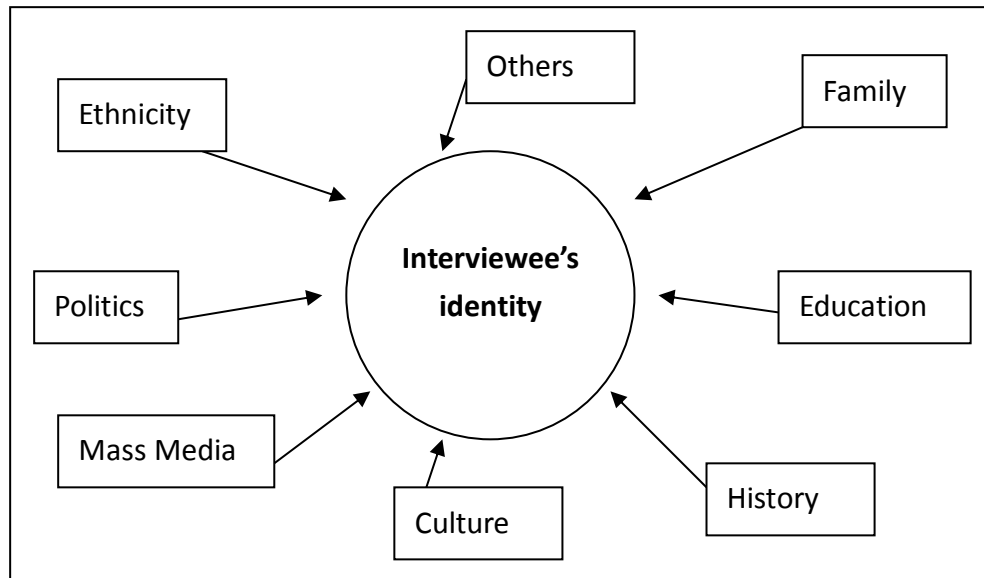 Others
Family
Ethnicity
Interviewee’s
identity
Politics
Education
Mass Media
History
Culture